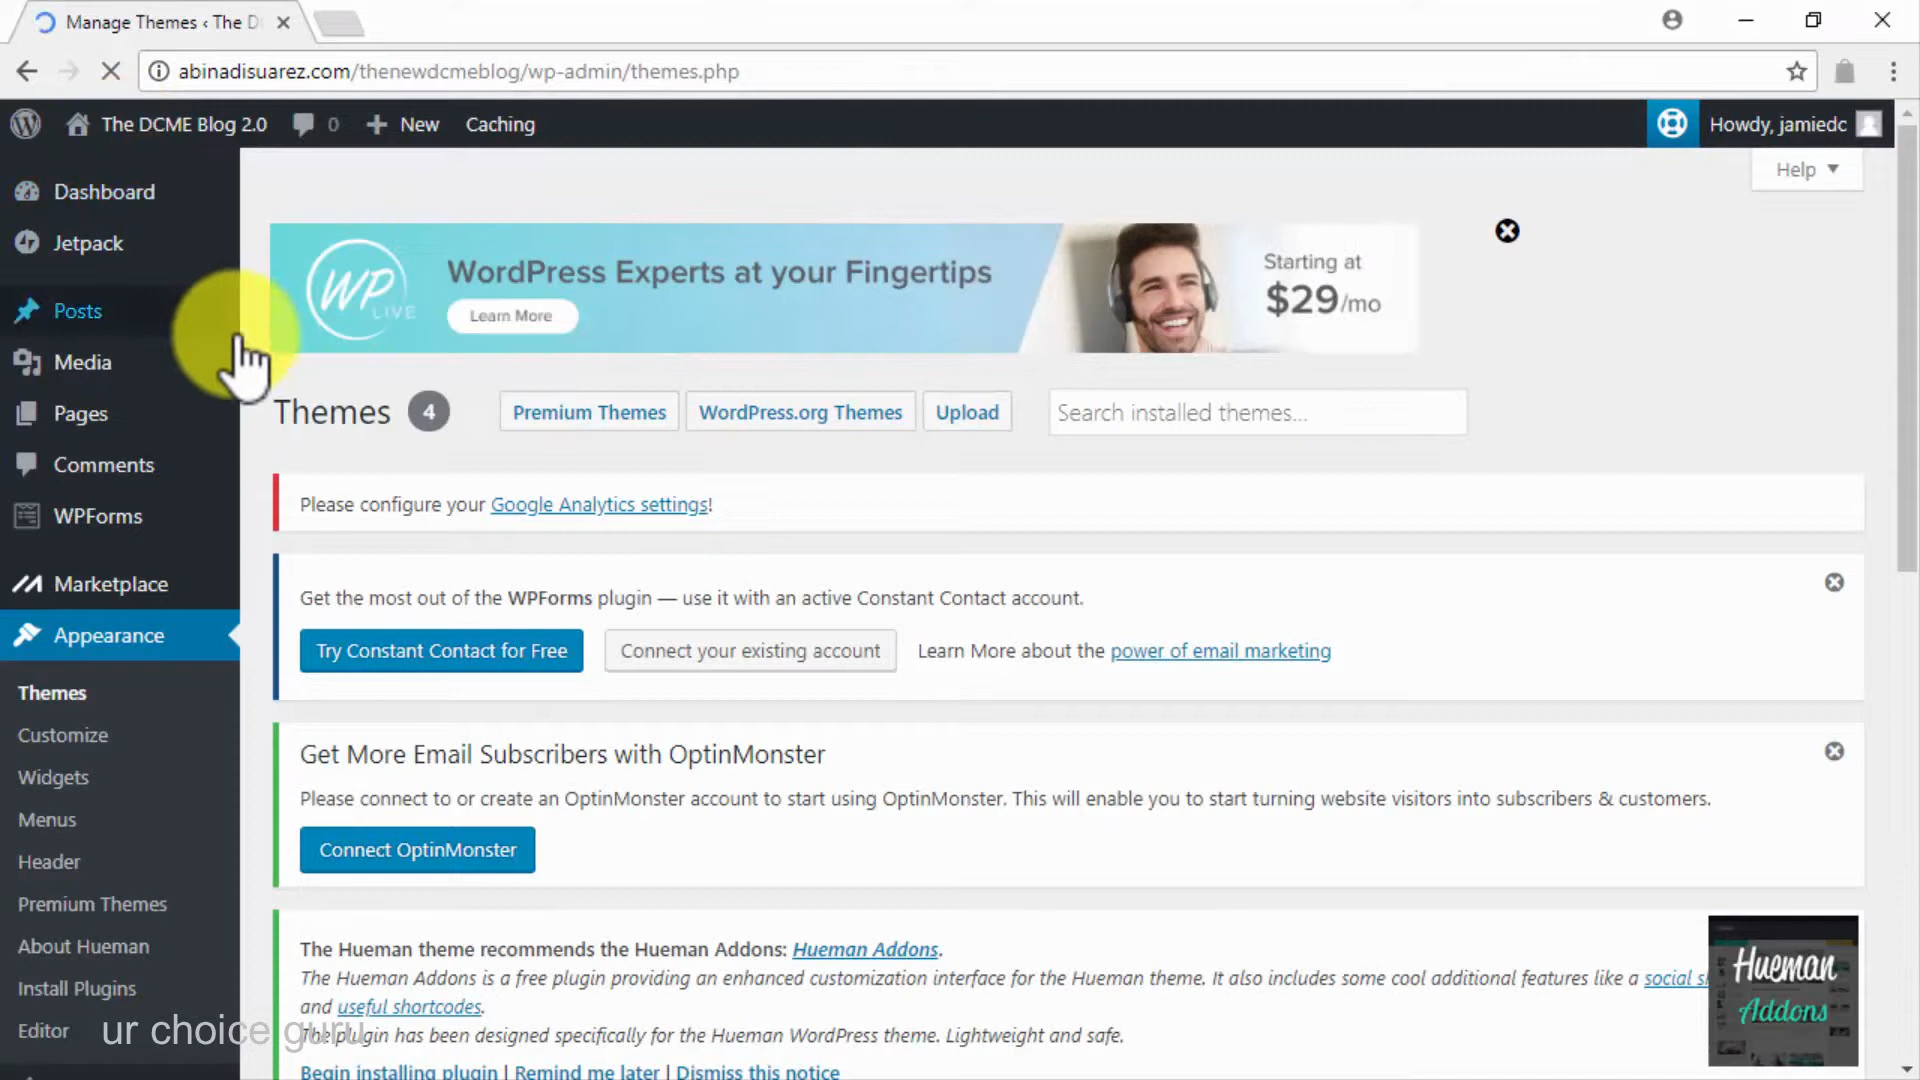 Manage Themes ‹ The D
abinadisuarez.com/thenewdcmeblog/wp-admin/themes.php
The DCME Blog 2.0
0
New
Caching
Howdy, jamiedc
Help
Dashboard
Jetpack
Posts
Media
Pages
Comments
WPForms
Marketplace
Appearance
Themes
Customize
Widgets
Menus
Header
Premium Themes
About Hueman
Install Plugins
Editor
WP LIVE
WordPress Experts at your Fingertips
Learn More
Starting at
$29/mo
Themes 4
Premium Themes
WordPress.org Themes
Upload
Search installed themes...
Please configure your Google Analytics settings!
Get the most out of the WPForms plugin — use it with an active Constant Contact account.
Try Constant Contact for Free
Connect your existing account
Learn More about the power of email marketing
Get More Email Subscribers with OptinMonster
Please connect to or create an OptinMonster account to start using OptinMonster. This will enable you to start turning website visitors into subscribers & customers.
Connect OptinMonster
The Hueman theme recommends the Hueman Addons: Hueman Addons.
The Hueman Addons is a free plugin providing an enhanced customization interface for the Hueman theme. It also includes some cool additional features like a social
and useful shortcodes.
The plugin has been designed specifically for the Hueman WordPress theme. Lightweight and safe.
Begin installing plugin | Remind me later | Dismiss this notice
Hueman
Addons
ur choice guru